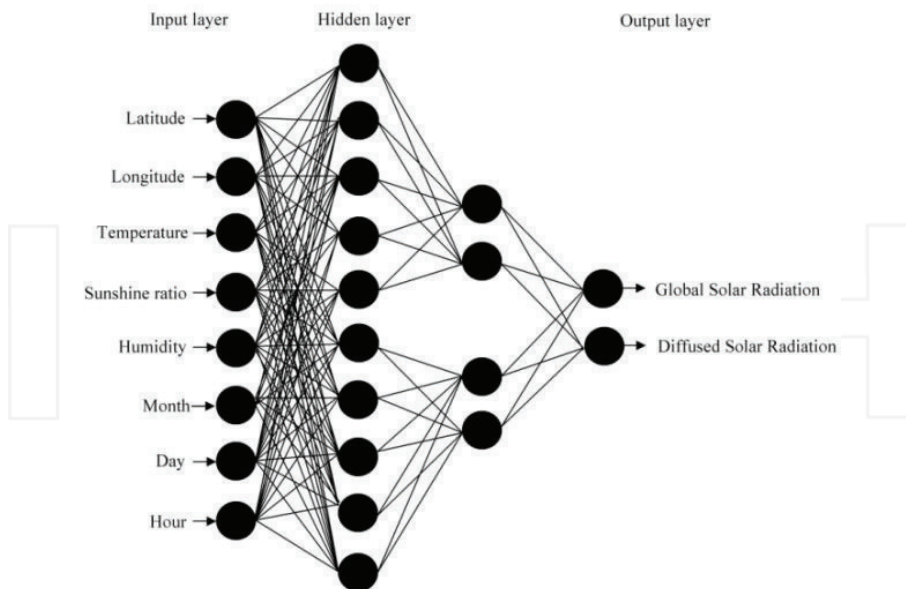 Input layer
Hidden layer
Output layer
Latitude
Longitude
Temperature
Sunshine ratio
Humidity
Month
Day
Hour
Global Solar Radiation
Diffused Solar Radiation